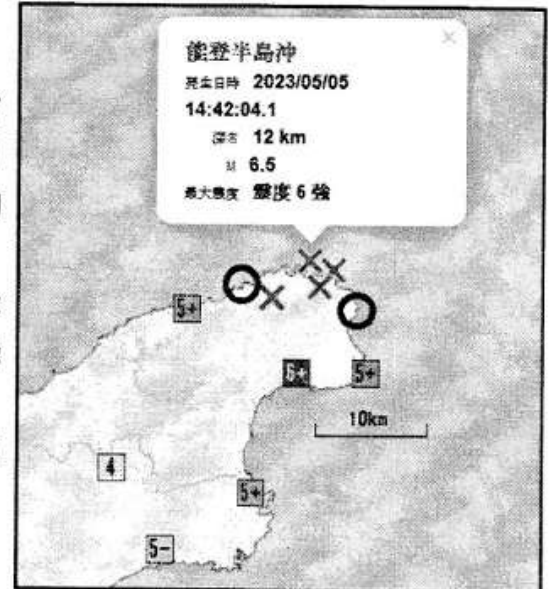 能登半島沖
発生日時 2023/05/05
14:42:04.1
深さ 12 km
M 6.5
最大震度 震度 6 強
5+
6+
5+
10km
4
5+
5-